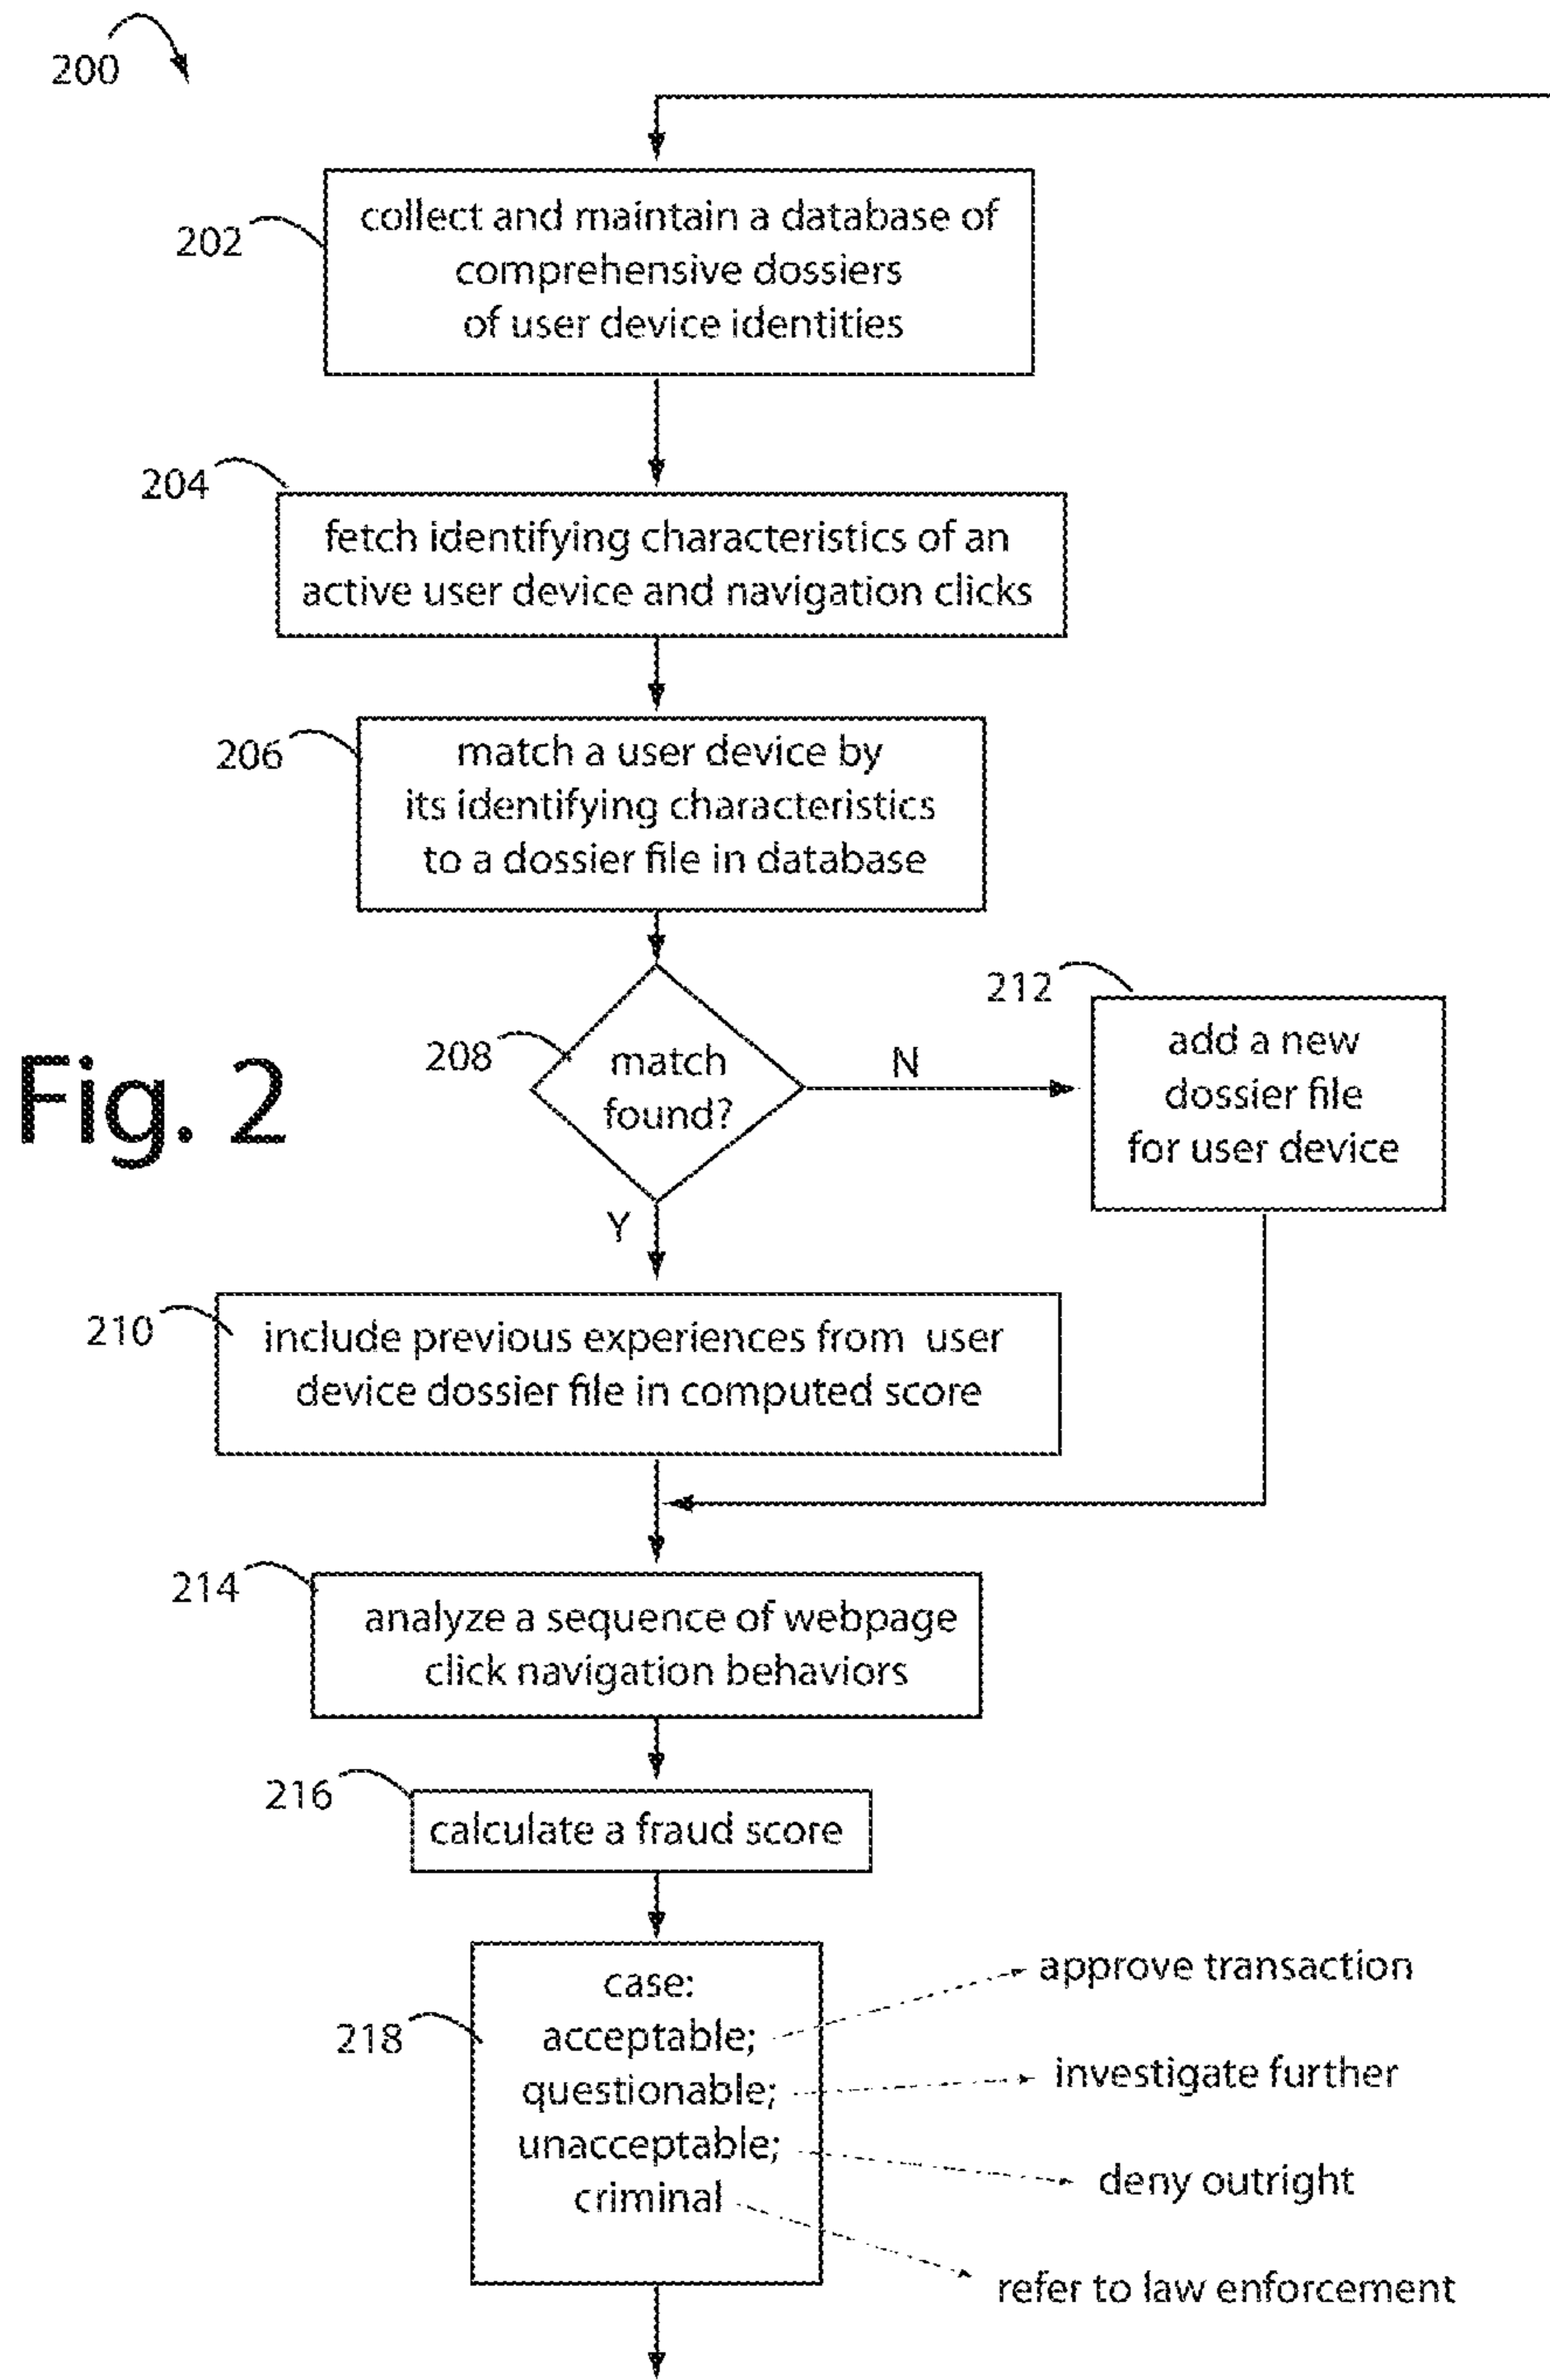 200
202
collect and maintain a database of
comprehensive dossiers
of user device identities
204
fetch identifying characteristics of an
active user device and navigation clicks
206
match a user device by
its identifying characteristics
to a dossier file in database
208
match
found?
N
Y
212
add a new
dossier file
for user device
Fig. 2
210
include previous experiences from user
device dossier file in computed score
214
analyze a sequence of webpage
click navigation behaviors
216
calculate a fraud score
218
case:
acceptable;
questionable;
unacceptable;
criminal
approve transaction
investigate further
deny outright
refer to law enforcement